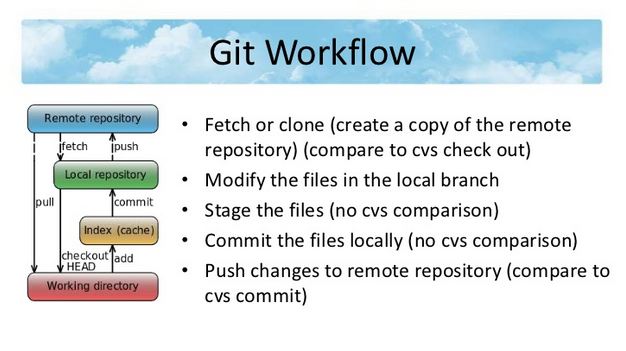 Git Workflow
Remote repository
fetch
push
Local repository
pull
commit
Index (cache)
checkout
HEAD
add
Working directory
• Fetch or clone (create a copy of the remote
repository) (compare to cvs check out)
• Modify the files in the local branch
• Stage the files (no cvs comparison)
• Commit the files locally (no cvs comparison)
• Push changes to remote repository (compare to
cvs commit)